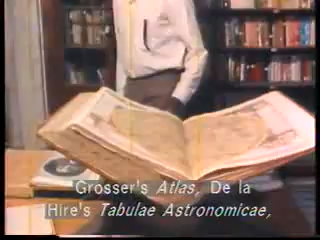 Grosser's Atlas, De la
Hire's Tabulae Astronomicae,